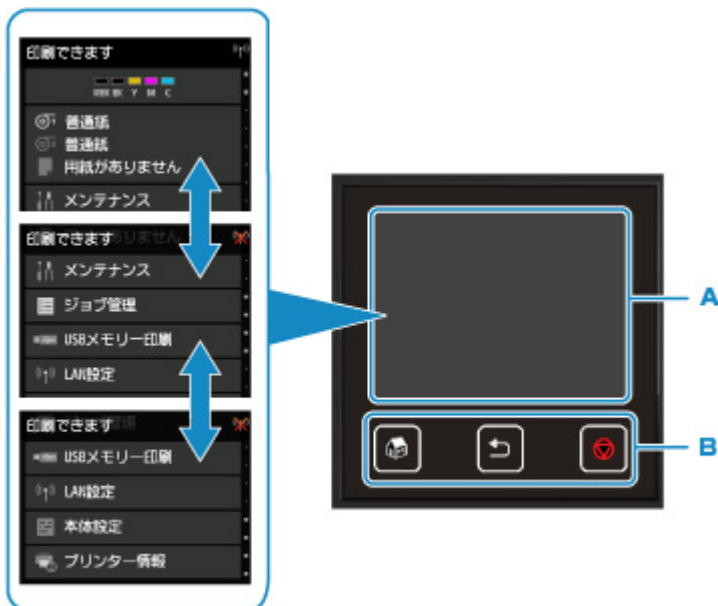 印刷できます
MBK BK Y M C
普通紙
普通紙
用紙がありません
メンテナンス
印刷できます
メンテナンス
ジョブ管理
USBメモリー印刷
LAN設定
印刷できます
USBメモリー印刷
LAN設定
本体設定
プリンター情報
A
B